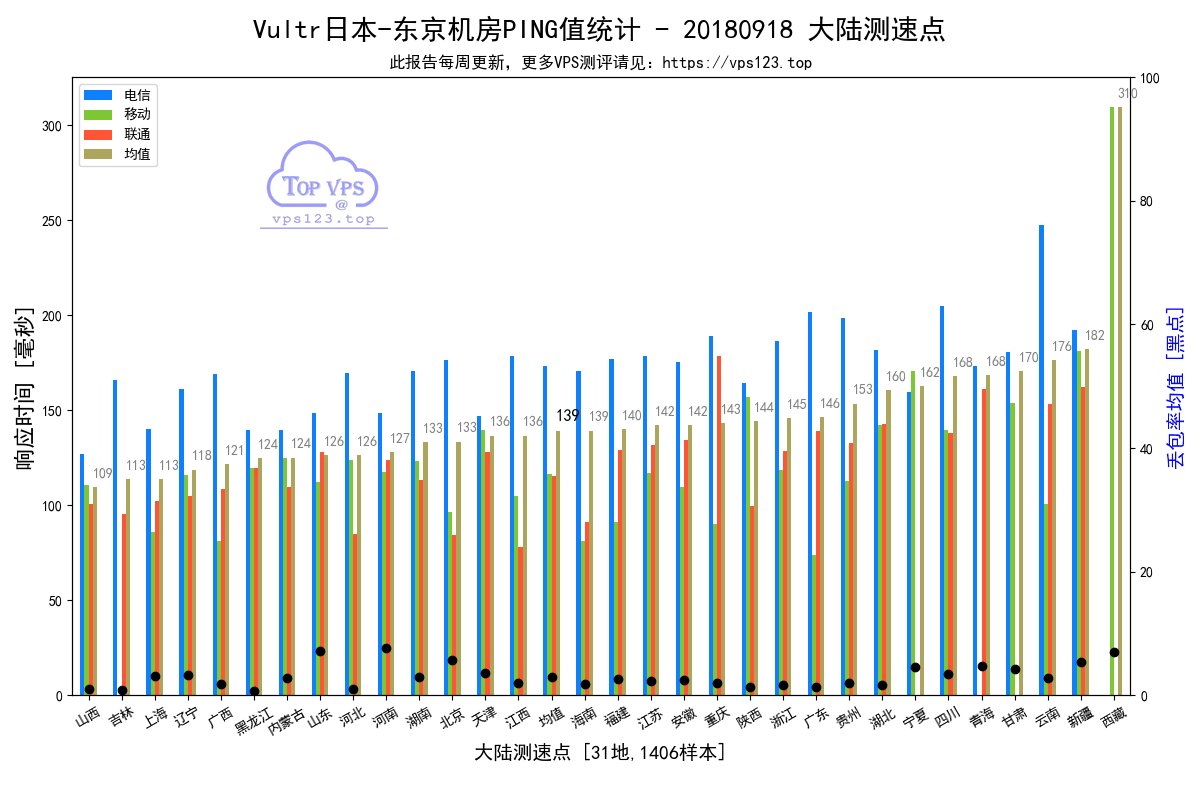 Vultr日本-东京机房PING值统计 - 20180918 大陆测速点
此报告每周更新，更多VPS测评请见：https://vps123.top
电信
移动
联通
均值
TOP VPS
@
vps123.top
响应时间 [毫秒]
300
250
200
150
100
50
0
109 113 113 118 121 124 124 126 126 127 133 133 136 136 139 139 140 142 142 143 144 145 146 153 160 162 168 168 170 176 182 310
100
80
60
40
20
0
丢包率均值 [黑点]
山西 吉林 上海 辽宁 广西 黑龙江 内蒙古 山东 河北 河南 湖南 北京 天津 江西 均值 海南 福建 江苏 安徽 重庆 陕西 浙江 广东 贵州 湖北 宁夏 四川 青海 甘肃 云南 新疆 西藏
大陆测速点 [31地,1406样本]